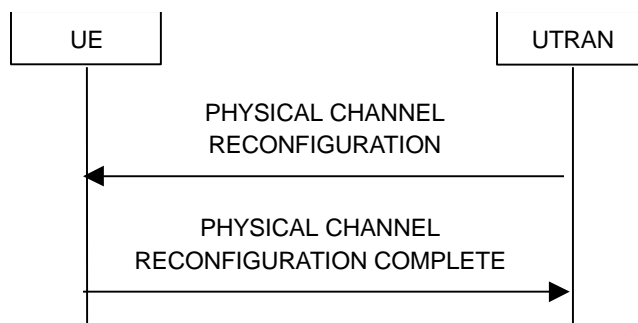 UE
UTRAN
PHYSICAL CHANNEL
RECONFIGURATION
PHYSICAL CHANNEL
RECONFIGURATION COMPLETE